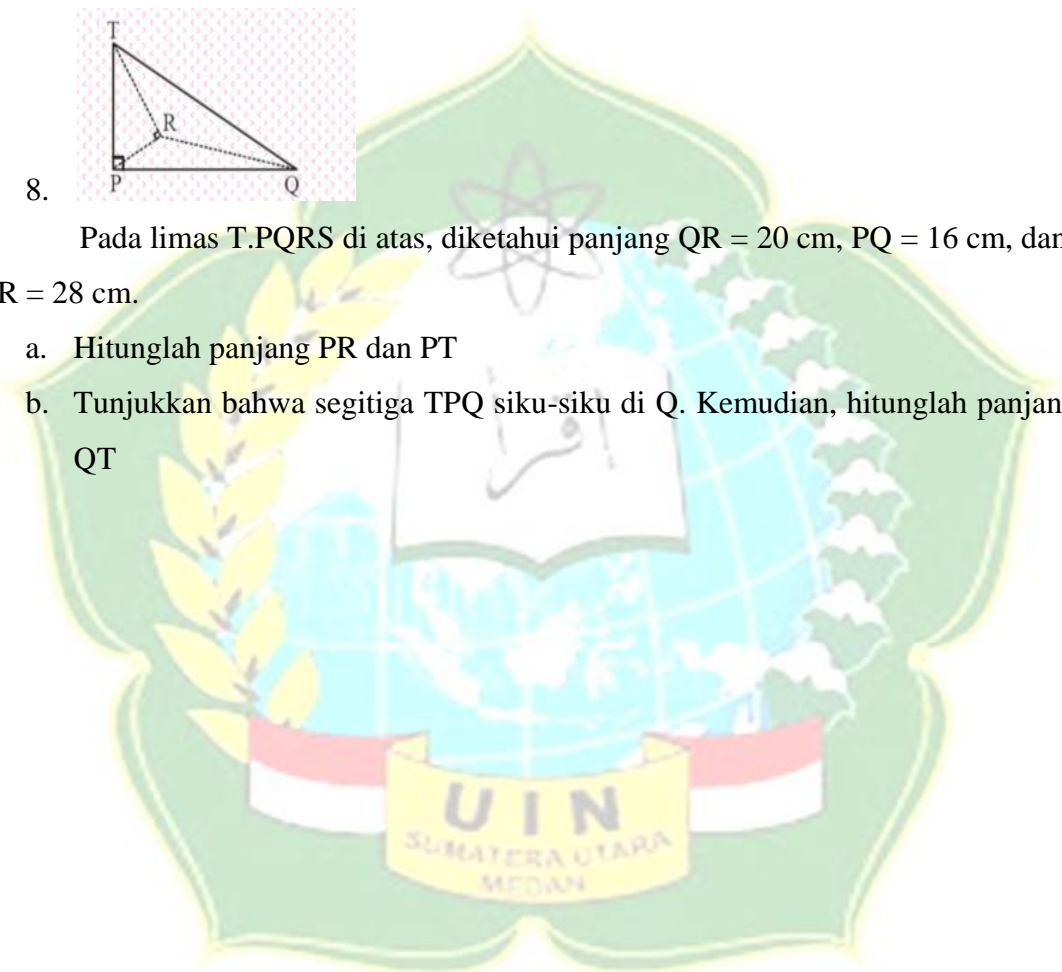 T
R
P
Q
8.
Pada limas T.PQRS di atas, diketahui panjang QR = 20 cm, PQ = 16 cm, dan
R = 28 cm.
a. Hitunglah panjang PR dan PT
b. Tunjukkan bahwa segitiga TPQ siku-siku di Q. Kemudian, hitunglah panjan
QT
UIN
SUMATERA UTARA
MEDAN